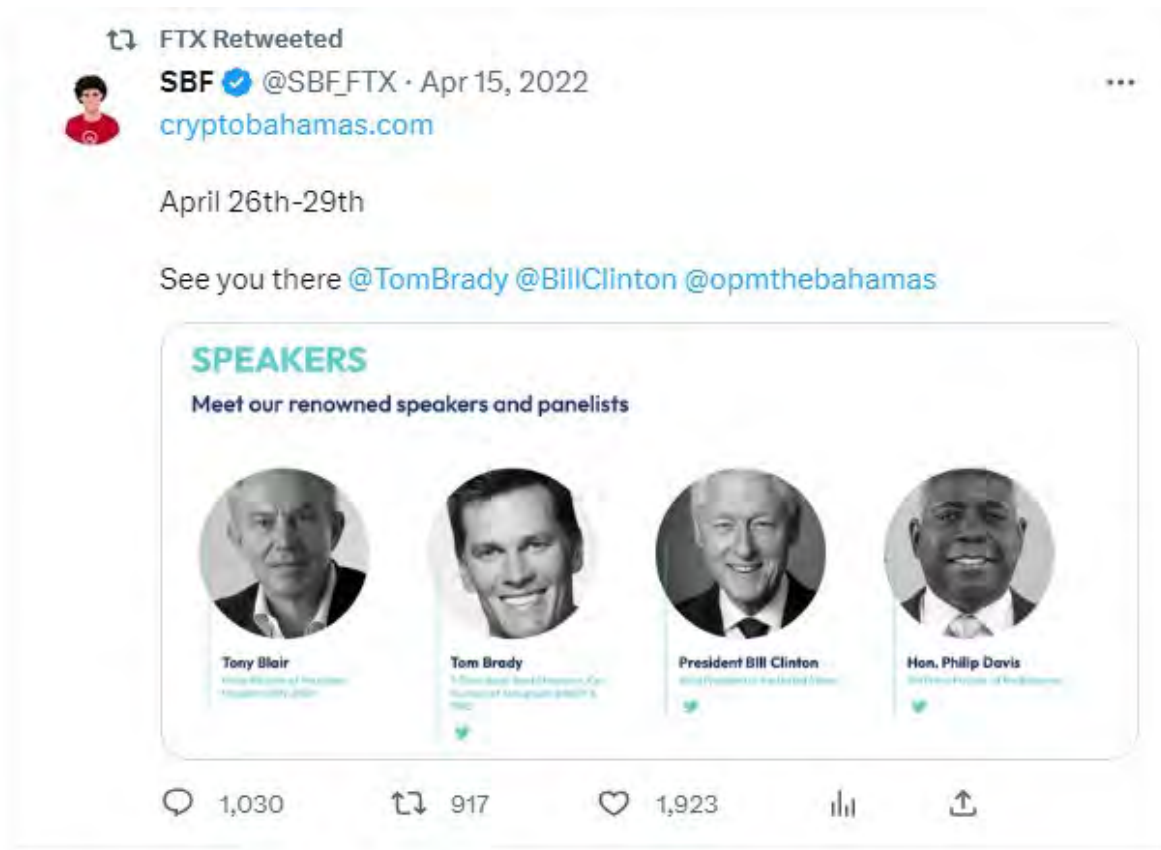 FTX Retweeted
SBF @SBF_FTX · Apr 15, 2022
cryptobahamas.com
April 26th-29th
See you there @TomBrady @BillClinton @opmthebahamas
SPEAKERS
Meet our renowned speakers and panelists
Tony Blair
Tom Brady
President Bill Clinton
Hon. Philip Davis
1,030 917 1,923